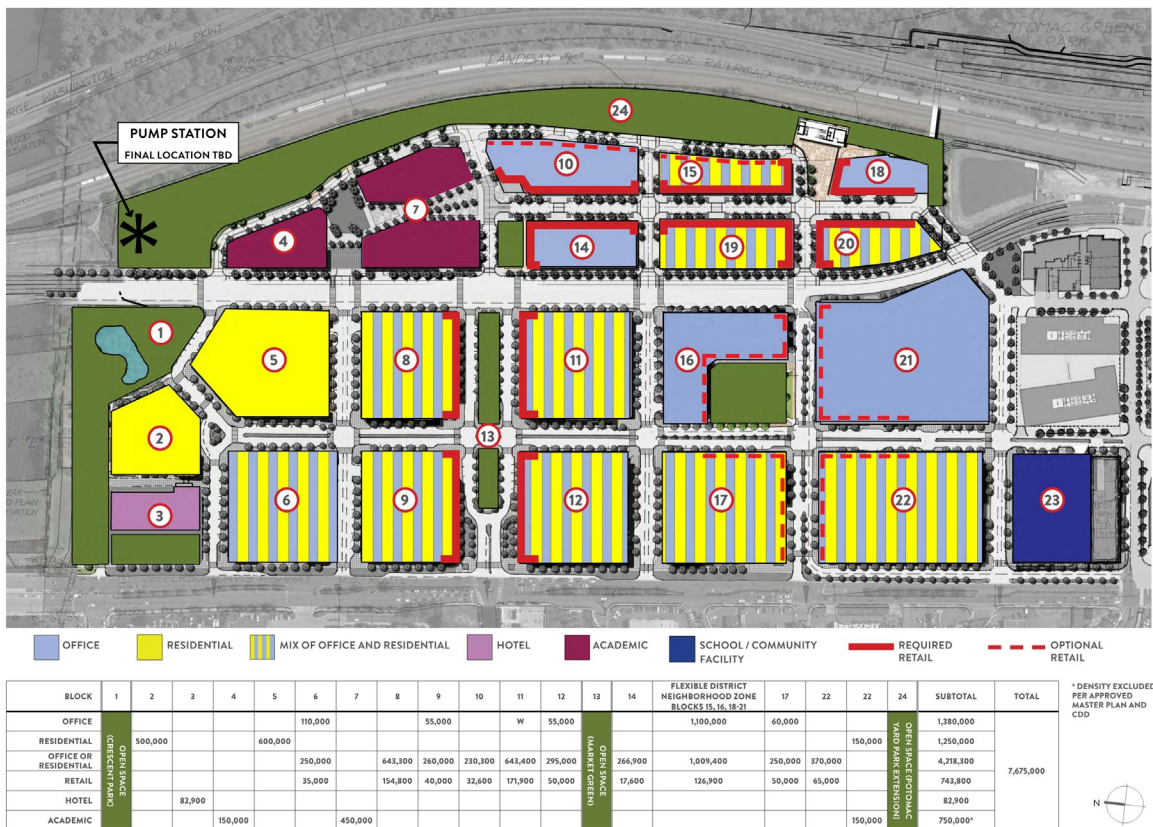 GEORGE WASHINGTON MEMORIAL PKWY.
LANDBAY "K"
CSX RAILROAD CORRIDOR
POTOMAC GREENS
PARK
PUMP STATION
FINAL LOCATION TBD
24
10
15
18
7
4
14
19
20
1
5
8
11
16
21
2
13
3
6
9
12
17
22
23
OFFICE
RESIDENTIAL
MIX OF OFFICE AND RESIDENTIAL
HOTEL
ACADEMIC
SCHOOL / COMMUNITY
FACILITY
REQUIRED
RETAIL
OPTIONAL
RETAIL
BLOCK 1 2 3 4 5 6 7 8 9 10 11 12 13 14 FLEXIBLE DISTRICT NEIGHBORHOOD ZONE BLOCKS 15, 16, 18-21 17 22 22 24 SUBTOTAL TOTAL
OFFICE 110,000 55,000 W 55,000 1,100,000 60,000 1,380,000
RESIDENTIAL 500,000 600,000 150,000 1,250,000
OFFICE OR RESIDENTIAL 250,000 643,300 260,000 230,300 643,400 295,000 266,900 1,009,400 250,000 370,000 4,218,300
RETAIL 35,000 154,800 40,000 32,600 171,900 50,000 17,600 126,900 50,000 65,000 743,800
HOTEL 82,900 82,900
ACADEMIC 150,000 450,000 150,000 750,000*
7,675,000
OPEN SPACE
(CRESCENT PARK)
OPEN SPACE
(MARKET GREEN)
OPEN SPACE (POTOMAC
YARD PARK EXTENSION)
* DENSITY EXCLUDED
PER APPROVED
MASTER PLAN AND
CDD
N